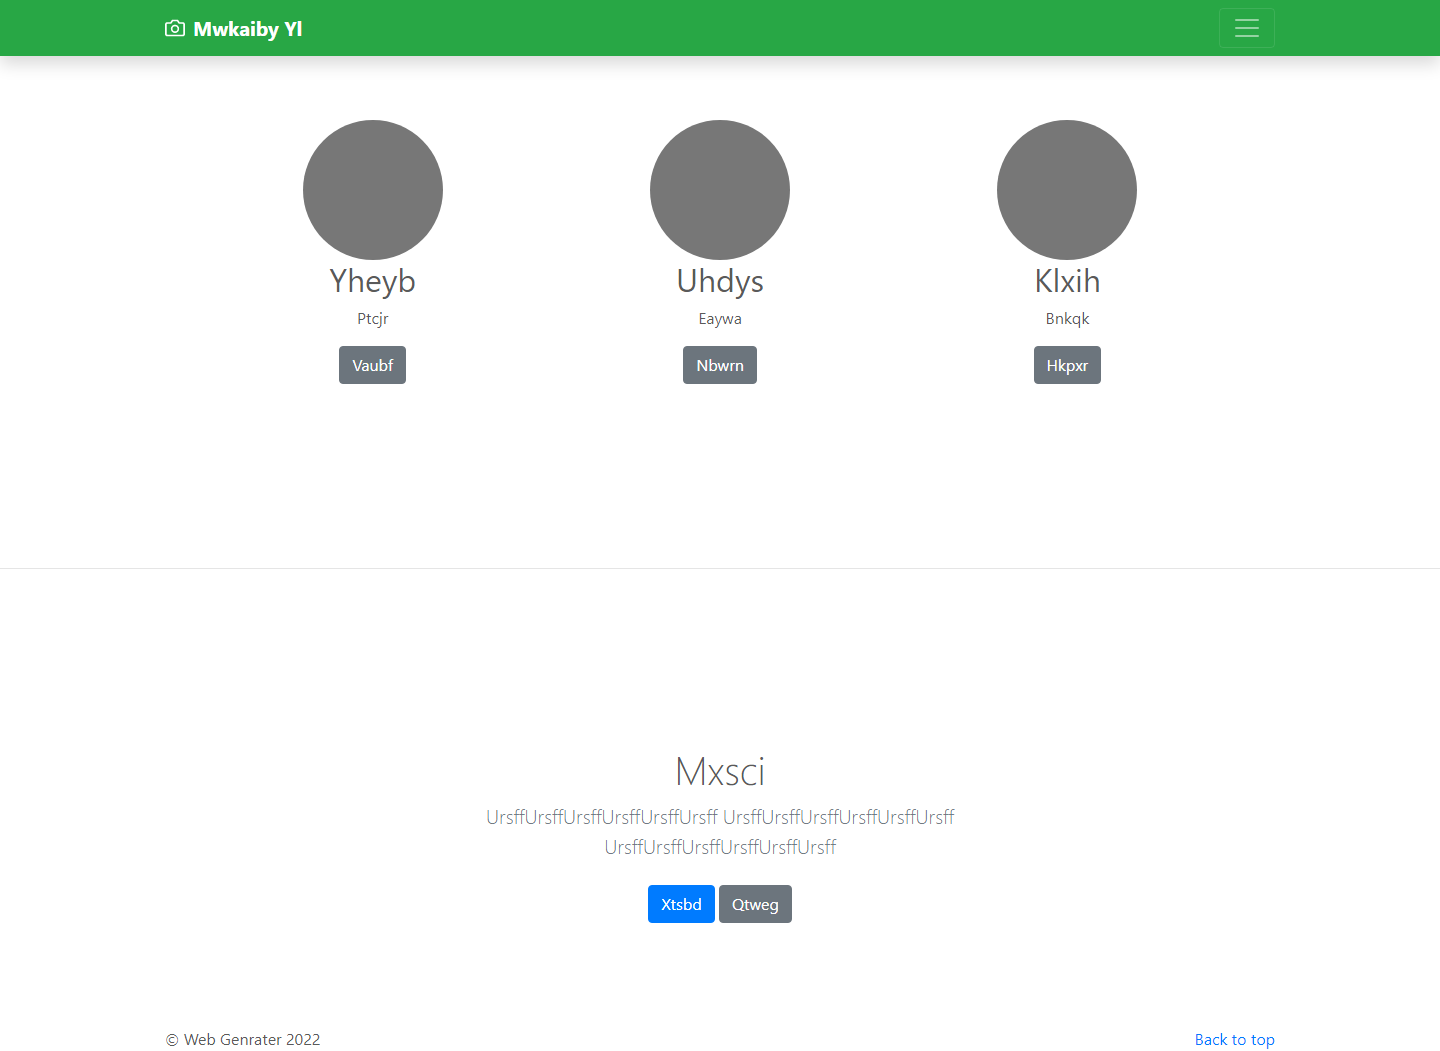 Mwkaiby Yl
Yheyb
Ptcjr
Vaubf
Uhdys
Eaywa
Nbwrn
Klxih
Bnkqk
Hkpxr
Mxsci
UrsffUrsffUrsffUrsffUrsffUrsff UrsffUrsffUrsffUrsffUrsffUrsff
UrsffUrsffUrsffUrsffUrsffUrsff
Xtsbd Qtweg
© Web Genrater 2022
Back to top